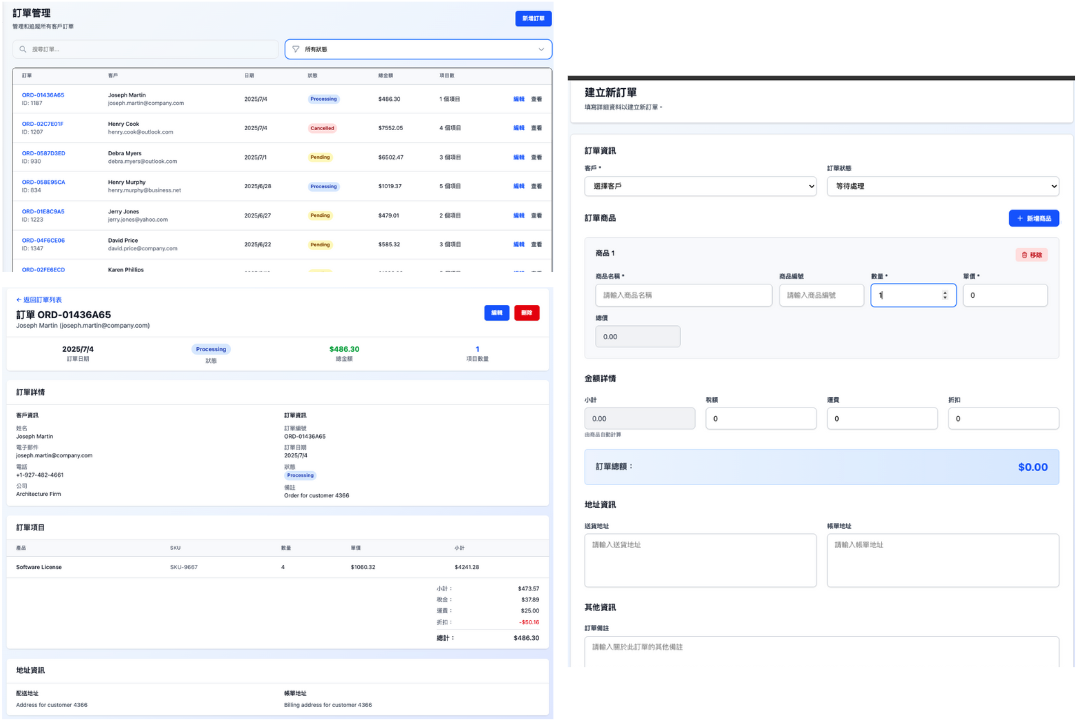 訂單管理
管理和追蹤所有客戶訂單
新增訂單
搜尋訂單...
所有狀態
訂單 客戶 日期 狀態 總金額 項目數
ORD-01436A65 Joseph Martin 2025/7/4 Processing $486.30 1 個項目 編輯 查看
ID: 1187 joseph.martin@company.com
ORD-02C7E01F Henry Cook 2025/7/4 Cancelled $7552.05 4 個項目 編輯 查看
ID: 1297 henry.cook@outlook.com
ORD-0587D3ED Debra Myers 2025/7/1 Pending $6502.47 3 個項目 編輯 查看
ID: 930 debra.myers@outlook.com
ORD-058E95CA Henry Murphy 2025/6/28 Processing $1019.37 5 個項目 編輯 查看
ID: 834 henry.murphy@business.net
ORD-01E8C9A5 Jerry Jones 2025/6/27 Pending $479.01 2 個項目 編輯 查看
ID: 1223 jerry.jones@yahoo.com
ORD-04F6CE06 David Price 2025/6/22 Pending $585.32 3 個項目 編輯 查看
ID: 1347 david.price@company.com
ORD-02FE6ECD Karen Phillips
← 返回訂單列表
訂單 ORD-01436A65
Joseph Martin (joseph.martin@company.com)
編輯 刪除
2025/7/4 Processing $486.30 1
訂單日期 狀態 總金額 項目數量
訂單詳情
客戶資訊
姓名
Joseph Martin
電子郵件
joseph.martin@company.com
電話
+1-927-482-4661
公司
Architecture Firm
訂單資訊
訂單編號
ORD-01436A65
訂單日期
2025/7/4
狀態
Processing
備註
Order for customer 4366
訂單項目
產品 SKU 數量 單價 小計
Software License SKU-9667 4 $1060.32 $4241.28
小計： $473.57
稅金： $37.89
運費： $25.00
折扣： -$50.16
總計： $486.30
地址資訊
配送地址
Address for customer 4366
帳單地址
Billing address for customer 4366
建立新訂單
填寫詳細資料以建立新訂單。
訂單資訊
客戶 * 訂單狀態
選擇客戶 等待處理
訂單商品
＋ 新增商品
商品 1
移除
商品名稱 * 商品編號 數量 * 單價 *
請輸入商品名稱 請輸入商品編號 1 0
總價
0.00
金額詳情
小計 稅額 運費 折扣
0.00 0 0 0
由商品自動計算
訂單總額： $0.00
地址資訊
送貨地址 帳單地址
請輸入送貨地址 請輸入帳單地址
其他資訊
訂單備註
請輸入關於此訂單的其他備註